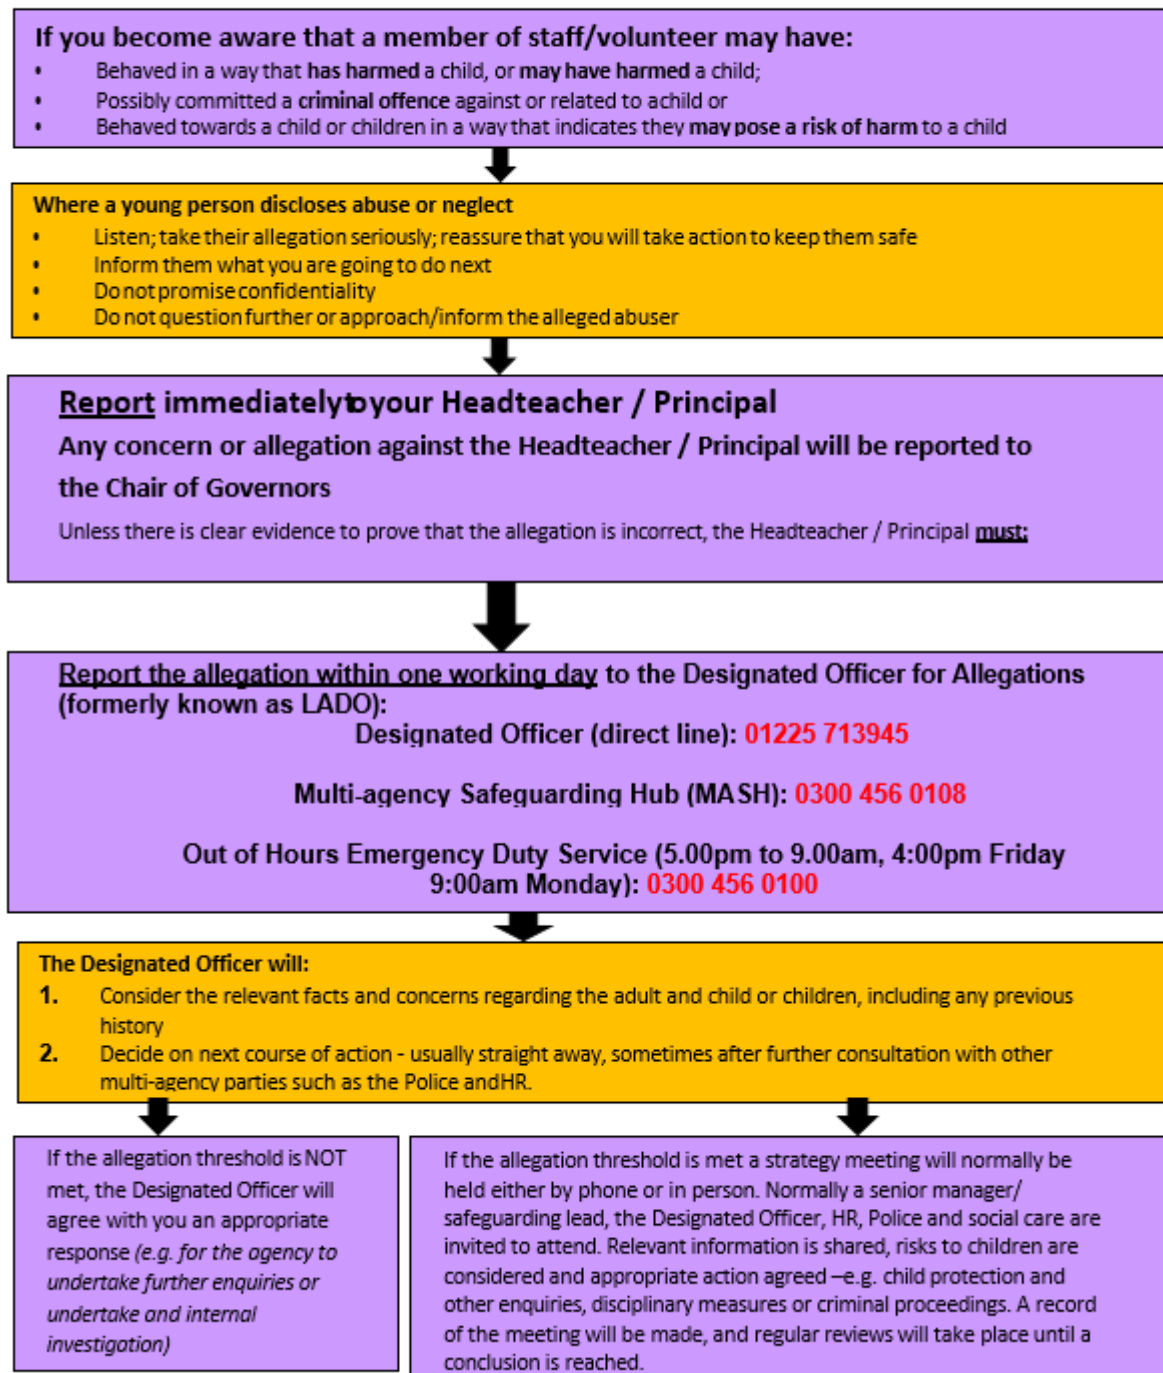 If you become aware that a member of staff/volunteer may have:
• Behaved in a way that has harmed a child, or may have harmed a child;
• Possibly committed a criminal offence against or related to achild or
• Behaved towards a child or children in a way that indicates they may pose a risk of harm to a child
Where a young person discloses abuse or neglect
• Listen; take their allegation seriously; reassure that you will take action to keep them safe
• Inform them what you are going to do next
• Do not promise confidentiality
• Do not question further or approach/inform the alleged abuser
Report immediatelyto your Headteacher / Principal
Any concern or allegation against the Headteacher / Principal will be reported to
the Chair of Governors
Unless there is clear evidence to prove that the allegation is incorrect, the Headteacher / Principal must:
Report the allegation within one working day to the Designated Officer for Allegations
(formerly known as LADO):
Designated Officer (direct line): 01225 713945
Multi-agency Safeguarding Hub (MASH): 0300 456 0108
Out of Hours Emergency Duty Service (5.00pm to 9.00am, 4:00pm Friday
9:00am Monday): 0300 456 0100
The Designated Officer will:
1. Consider the relevant facts and concerns regarding the adult and child or children, including any previous
history
2. Decide on next course of action - usually straight away, sometimes after further consultation with other
multi-agency parties such as the Police andHR.
If the allegation threshold is NOT
met, the Designated Officer will
agree with you an appropriate
response (e.g. for the agency to
undertake further enquiries or
undertake and internal
investigation)
If the allegation threshold is met a strategy meeting will normally be
held either by phone or in person. Normally a senior manager/
safeguarding lead, the Designated Officer, HR, Police and social care are
invited to attend. Relevant information is shared, risks to children are
considered and appropriate action agreed –e.g. child protection and
other enquiries, disciplinary measures or criminal proceedings. A record
of the meeting will be made, and regular reviews will take place until a
conclusion is reached.